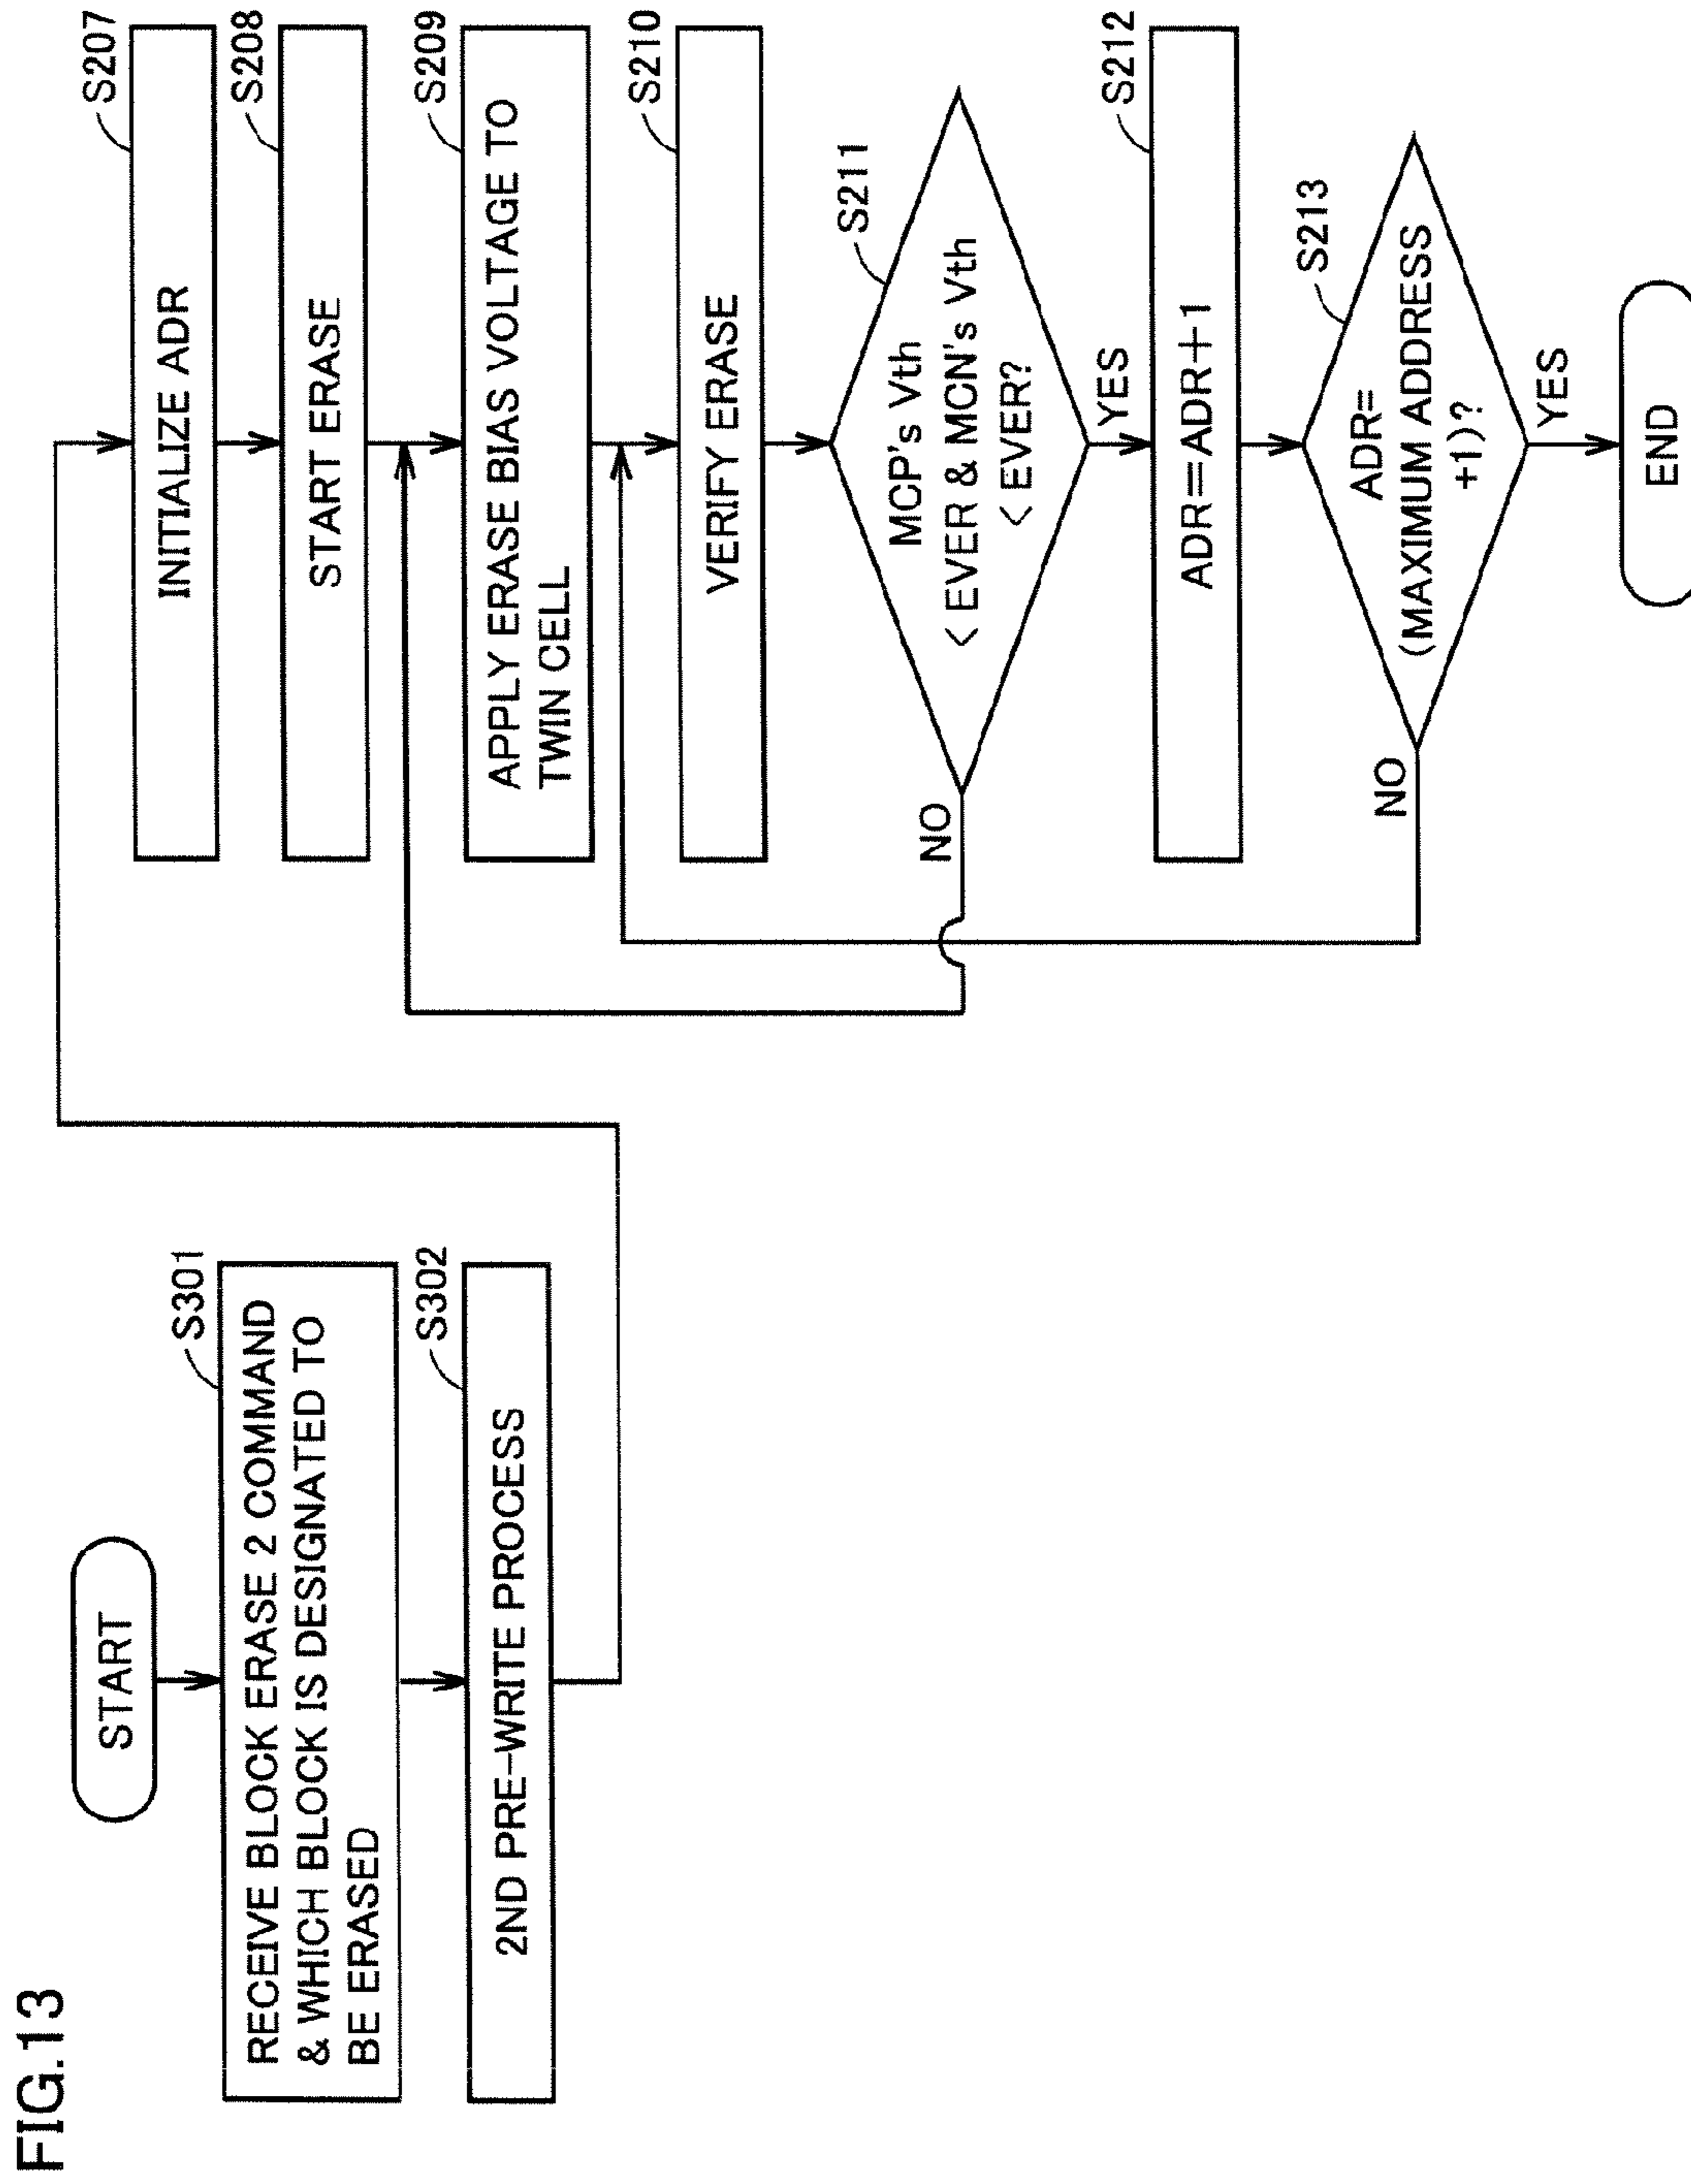 FIG.13
START
S301
RECEIVE BLOCK ERASE 2 COMMAND
& WHICH BLOCK IS DESIGNATED TO
BE ERASED
S302
2ND PRE-WRITE PROCESS
S207
INITIALIZE ADR
S208
START ERASE
S209
APPLY ERASE BIAS VOLTAGE TO
TWIN CELL
S210
VERIFY ERASE
S211
MCP's Vth
< EVER & MCN's Vth
< EVER?
NO
YES
S212
ADR=ADR+1
S213
ADR=
(MAXIMUM ADDRESS
+1)?
NO
YES
END